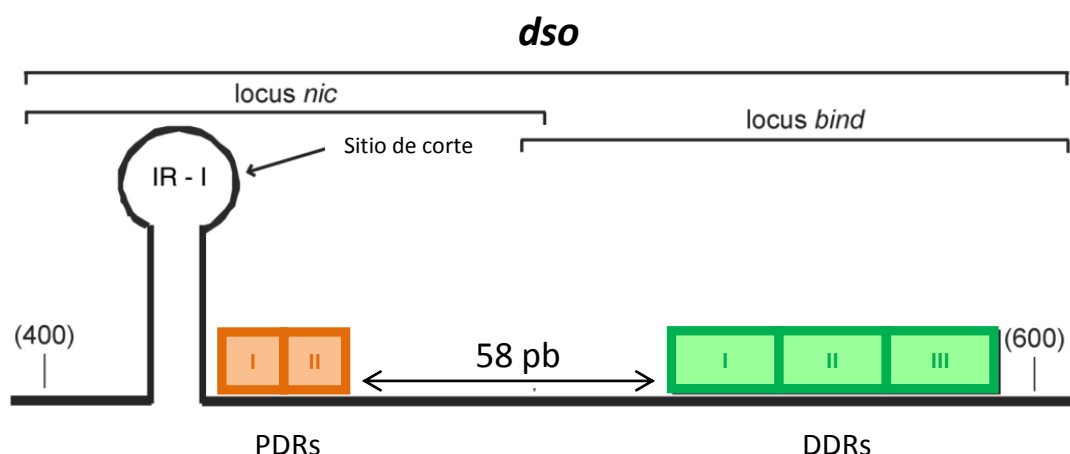 dso
locus nic
locus bind
Sitio de corte
IR - I
(400)
(600)
58 pb
I II
I II III
PDRs
DDRs